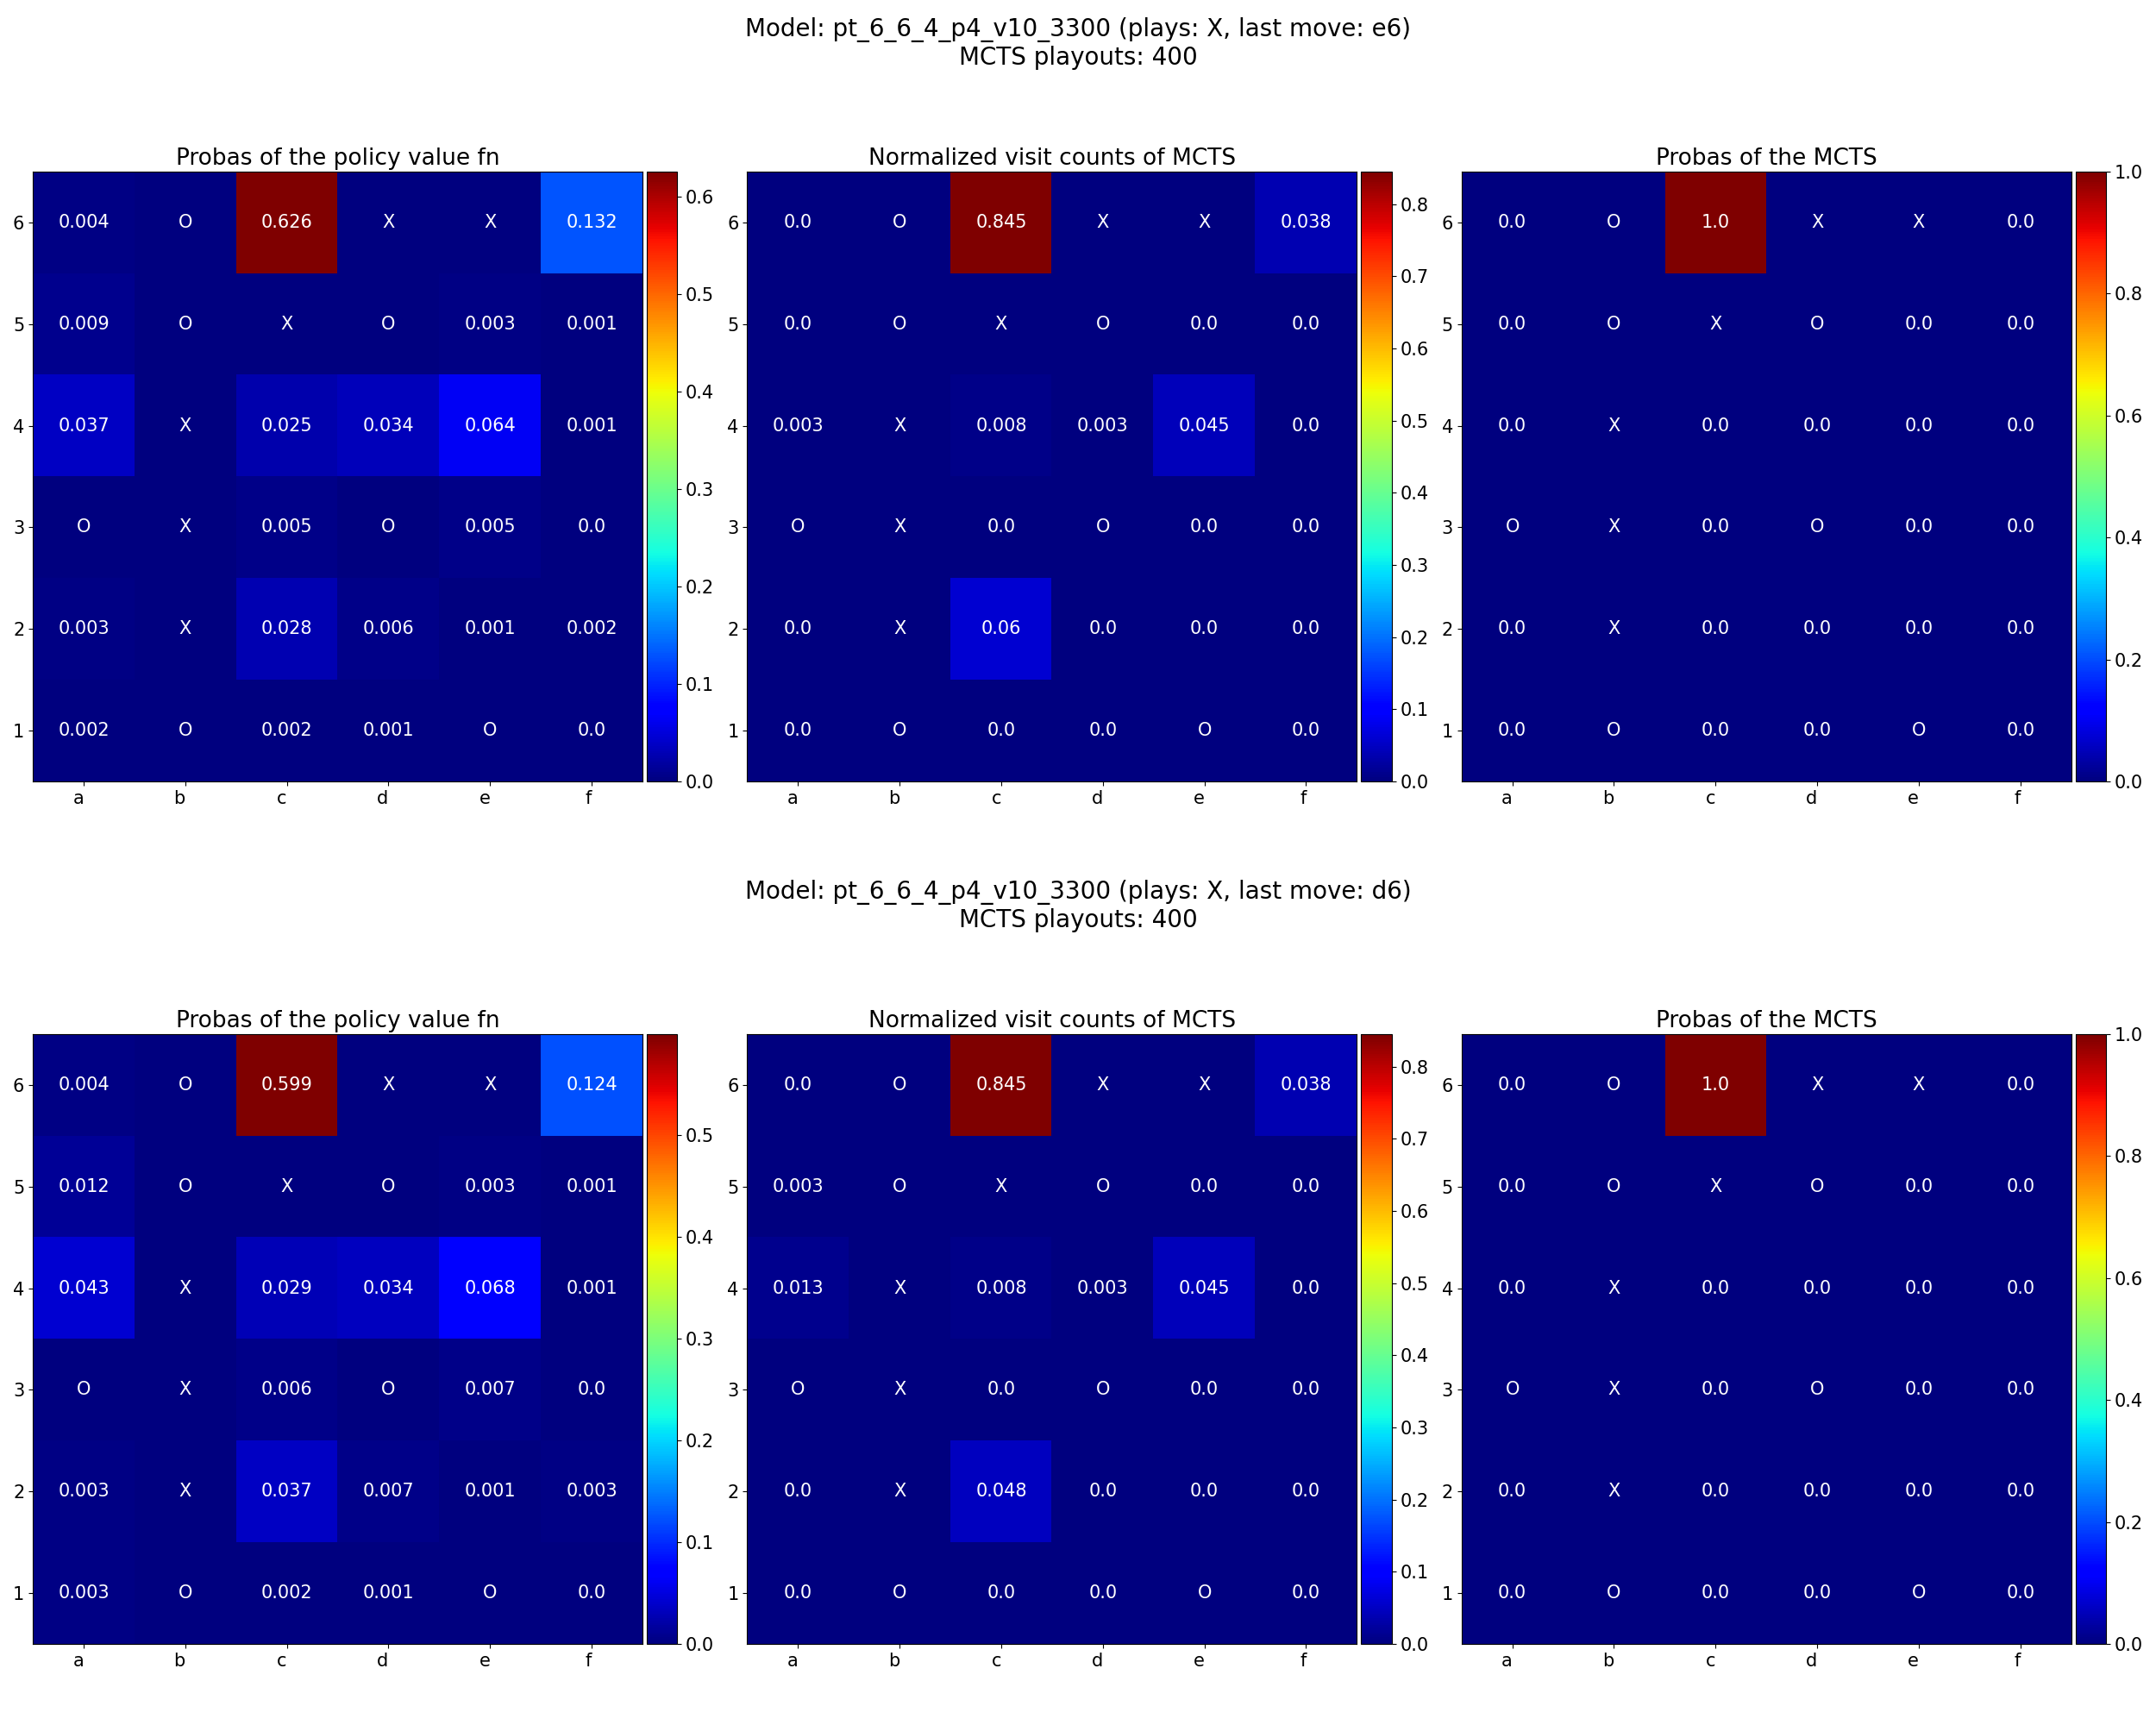 Model: pt_6_6_4_p4_v10_3300 (plays: X, last move: e6)
MCTS playouts: 400
Probas of the policy value fn
6 0.004 O 0.626 X X 0.132
5 0.009 O X O 0.003 0.001
4 0.037 X 0.025 0.034 0.064 0.001
3 O X 0.005 O 0.005 0.0
2 0.003 X 0.028 0.006 0.001 0.002
1 0.002 O 0.002 0.001 O 0.0
a b c d e f
0.6
0.5
0.4
0.3
0.2
0.1
0.0
Normalized visit counts of MCTS
6 0.0 O 0.845 X X 0.038
5 0.0 O X O 0.0 0.0
4 0.003 X 0.008 0.003 0.045 0.0
3 O X 0.0 O 0.0 0.0
2 0.0 X 0.06 0.0 0.0 0.0
1 0.0 O 0.0 0.0 O 0.0
a b c d e f
0.8
0.7
0.6
0.5
0.4
0.3
0.2
0.1
0.0
Probas of the MCTS
6 0.0 O 1.0 X X 0.0
5 0.0 O X O 0.0 0.0
4 0.0 X 0.0 0.0 0.0 0.0
3 O X 0.0 O 0.0 0.0
2 0.0 X 0.0 0.0 0.0 0.0
1 0.0 O 0.0 0.0 O 0.0
a b c d e f
1.0
0.8
0.6
0.4
0.2
0.0
Model: pt_6_6_4_p4_v10_3300 (plays: X, last move: d6)
MCTS playouts: 400
Probas of the policy value fn
6 0.004 O 0.599 X X 0.124
5 0.012 O X O 0.003 0.001
4 0.043 X 0.029 0.034 0.068 0.001
3 O X 0.006 O 0.007 0.0
2 0.003 X 0.037 0.007 0.001 0.003
1 0.003 O 0.002 0.001 O 0.0
a b c d e f
0.5
0.4
0.3
0.2
0.1
0.0
Normalized visit counts of MCTS
6 0.0 O 0.845 X X 0.038
5 0.003 O X O 0.0 0.0
4 0.013 X 0.008 0.003 0.045 0.0
3 O X 0.0 O 0.0 0.0
2 0.0 X 0.048 0.0 0.0 0.0
1 0.0 O 0.0 0.0 O 0.0
a b c d e f
0.8
0.7
0.6
0.5
0.4
0.3
0.2
0.1
0.0
Probas of the MCTS
6 0.0 O 1.0 X X 0.0
5 0.0 O X O 0.0 0.0
4 0.0 X 0.0 0.0 0.0 0.0
3 O X 0.0 O 0.0 0.0
2 0.0 X 0.0 0.0 0.0 0.0
1 0.0 O 0.0 0.0 O 0.0
a b c d e f
1.0
0.8
0.6
0.4
0.2
0.0